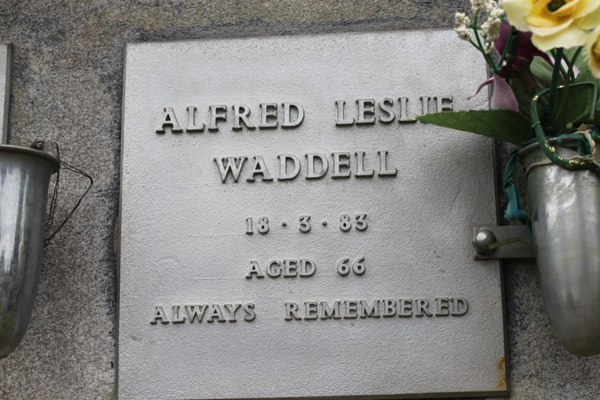 ALFRED LESLIE
WADDELL
18 · 3 · 83
AGED 66
ALWAYS REMEMBERED